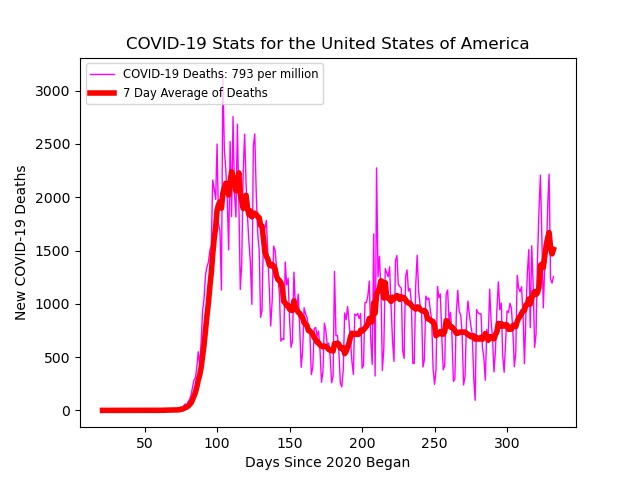 COVID-19 Stats for the United States of America
COVID-19 Deaths: 793 per million
7 Day Average of Deaths
New COVID-19 Deaths
3000
2500
2000
1500
1000
500
0
50 100 150 200 250 300
Days Since 2020 Began